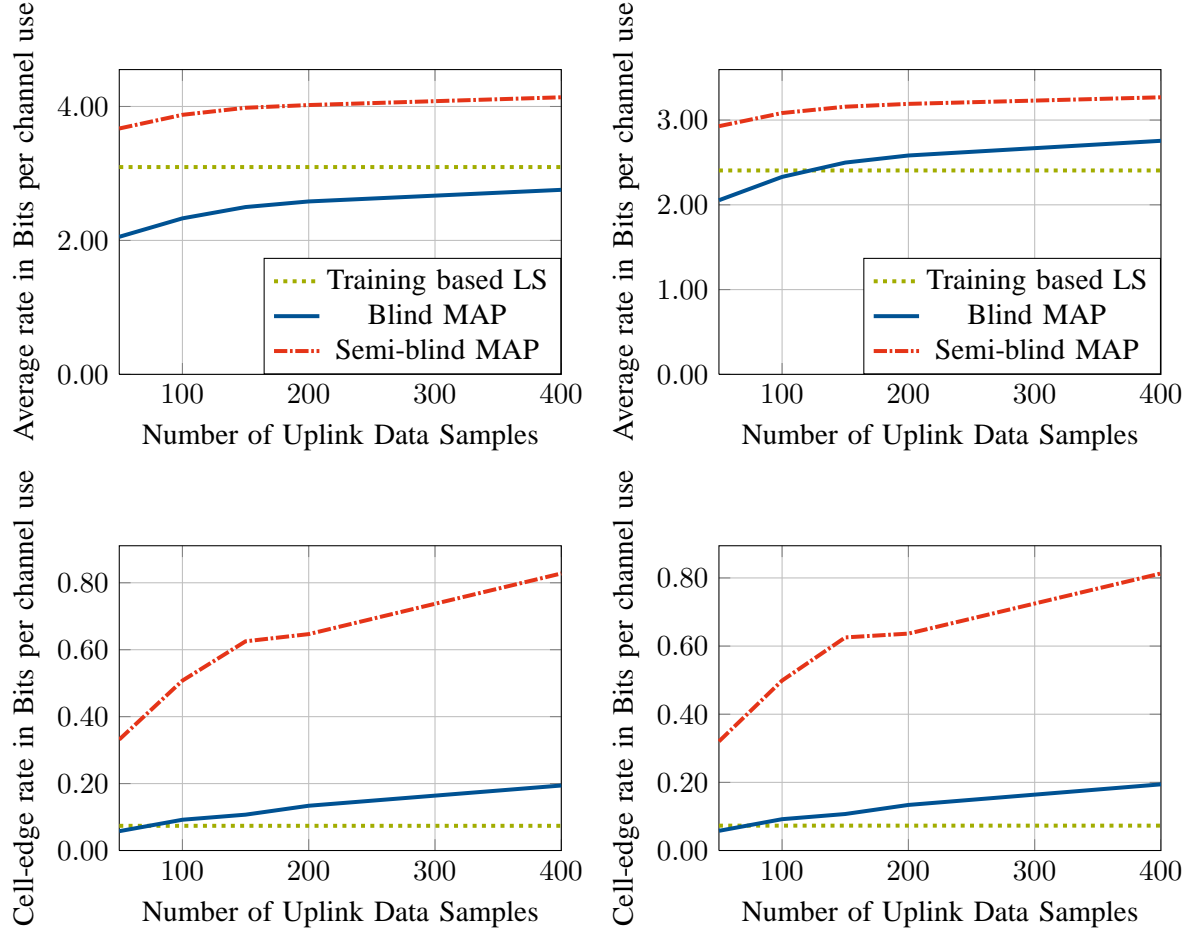 Average rate in Bits per channel use
4.00
2.00
0.00
100
200
300
400
Number of Uplink Data Samples
Training based LS
Blind MAP
Semi-blind MAP
Average rate in Bits per channel use
3.00
2.00
1.00
0.00
100
200
300
400
Number of Uplink Data Samples
Training based LS
Blind MAP
Semi-blind MAP
Cell-edge rate in Bits per channel use
0.80
0.60
0.40
0.20
0.00
100
200
300
400
Number of Uplink Data Samples
Cell-edge rate in Bits per channel use
0.80
0.60
0.40
0.20
0.00
100
200
300
400
Number of Uplink Data Samples